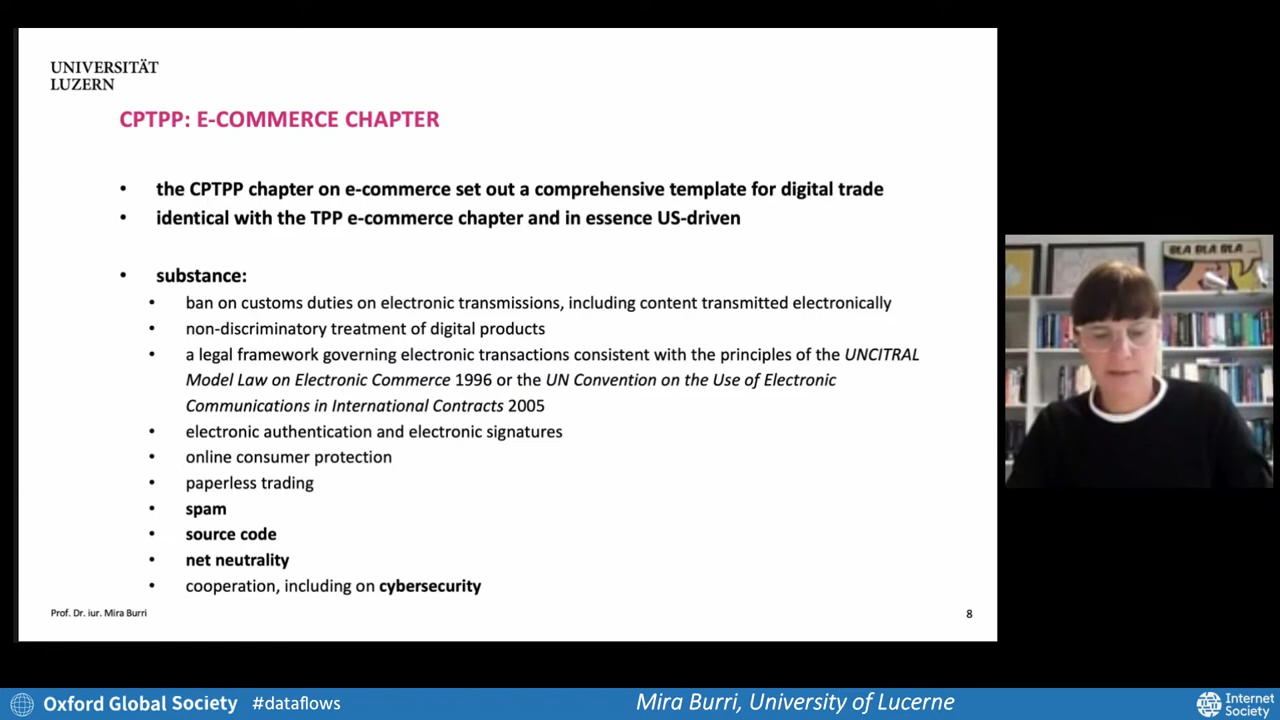 UNIVERSITÄT
LUZERN
CPTPP: E-COMMERCE CHAPTER
• the CPTPP chapter on e-commerce set out a comprehensive template for digital trade
• identical with the TPP e-commerce chapter and in essence US-driven
• substance:
• ban on customs duties on electronic transmissions, including content transmitted electronically
• non-discriminatory treatment of digital products
• a legal framework governing electronic transactions consistent with the principles of the UNCITRAL
Model Law on Electronic Commerce 1996 or the UN Convention on the Use of Electronic
Communications in International Contracts 2005
• electronic authentication and electronic signatures
• online consumer protection
• paperless trading
• spam
• source code
• net neutrality
• cooperation, including on cybersecurity
Prof. Dr. iur. Mira Burri
8
BLA BLA BLA ...
Oxford Global Society #dataflows
Mira Burri, University of Lucerne
Internet
Society